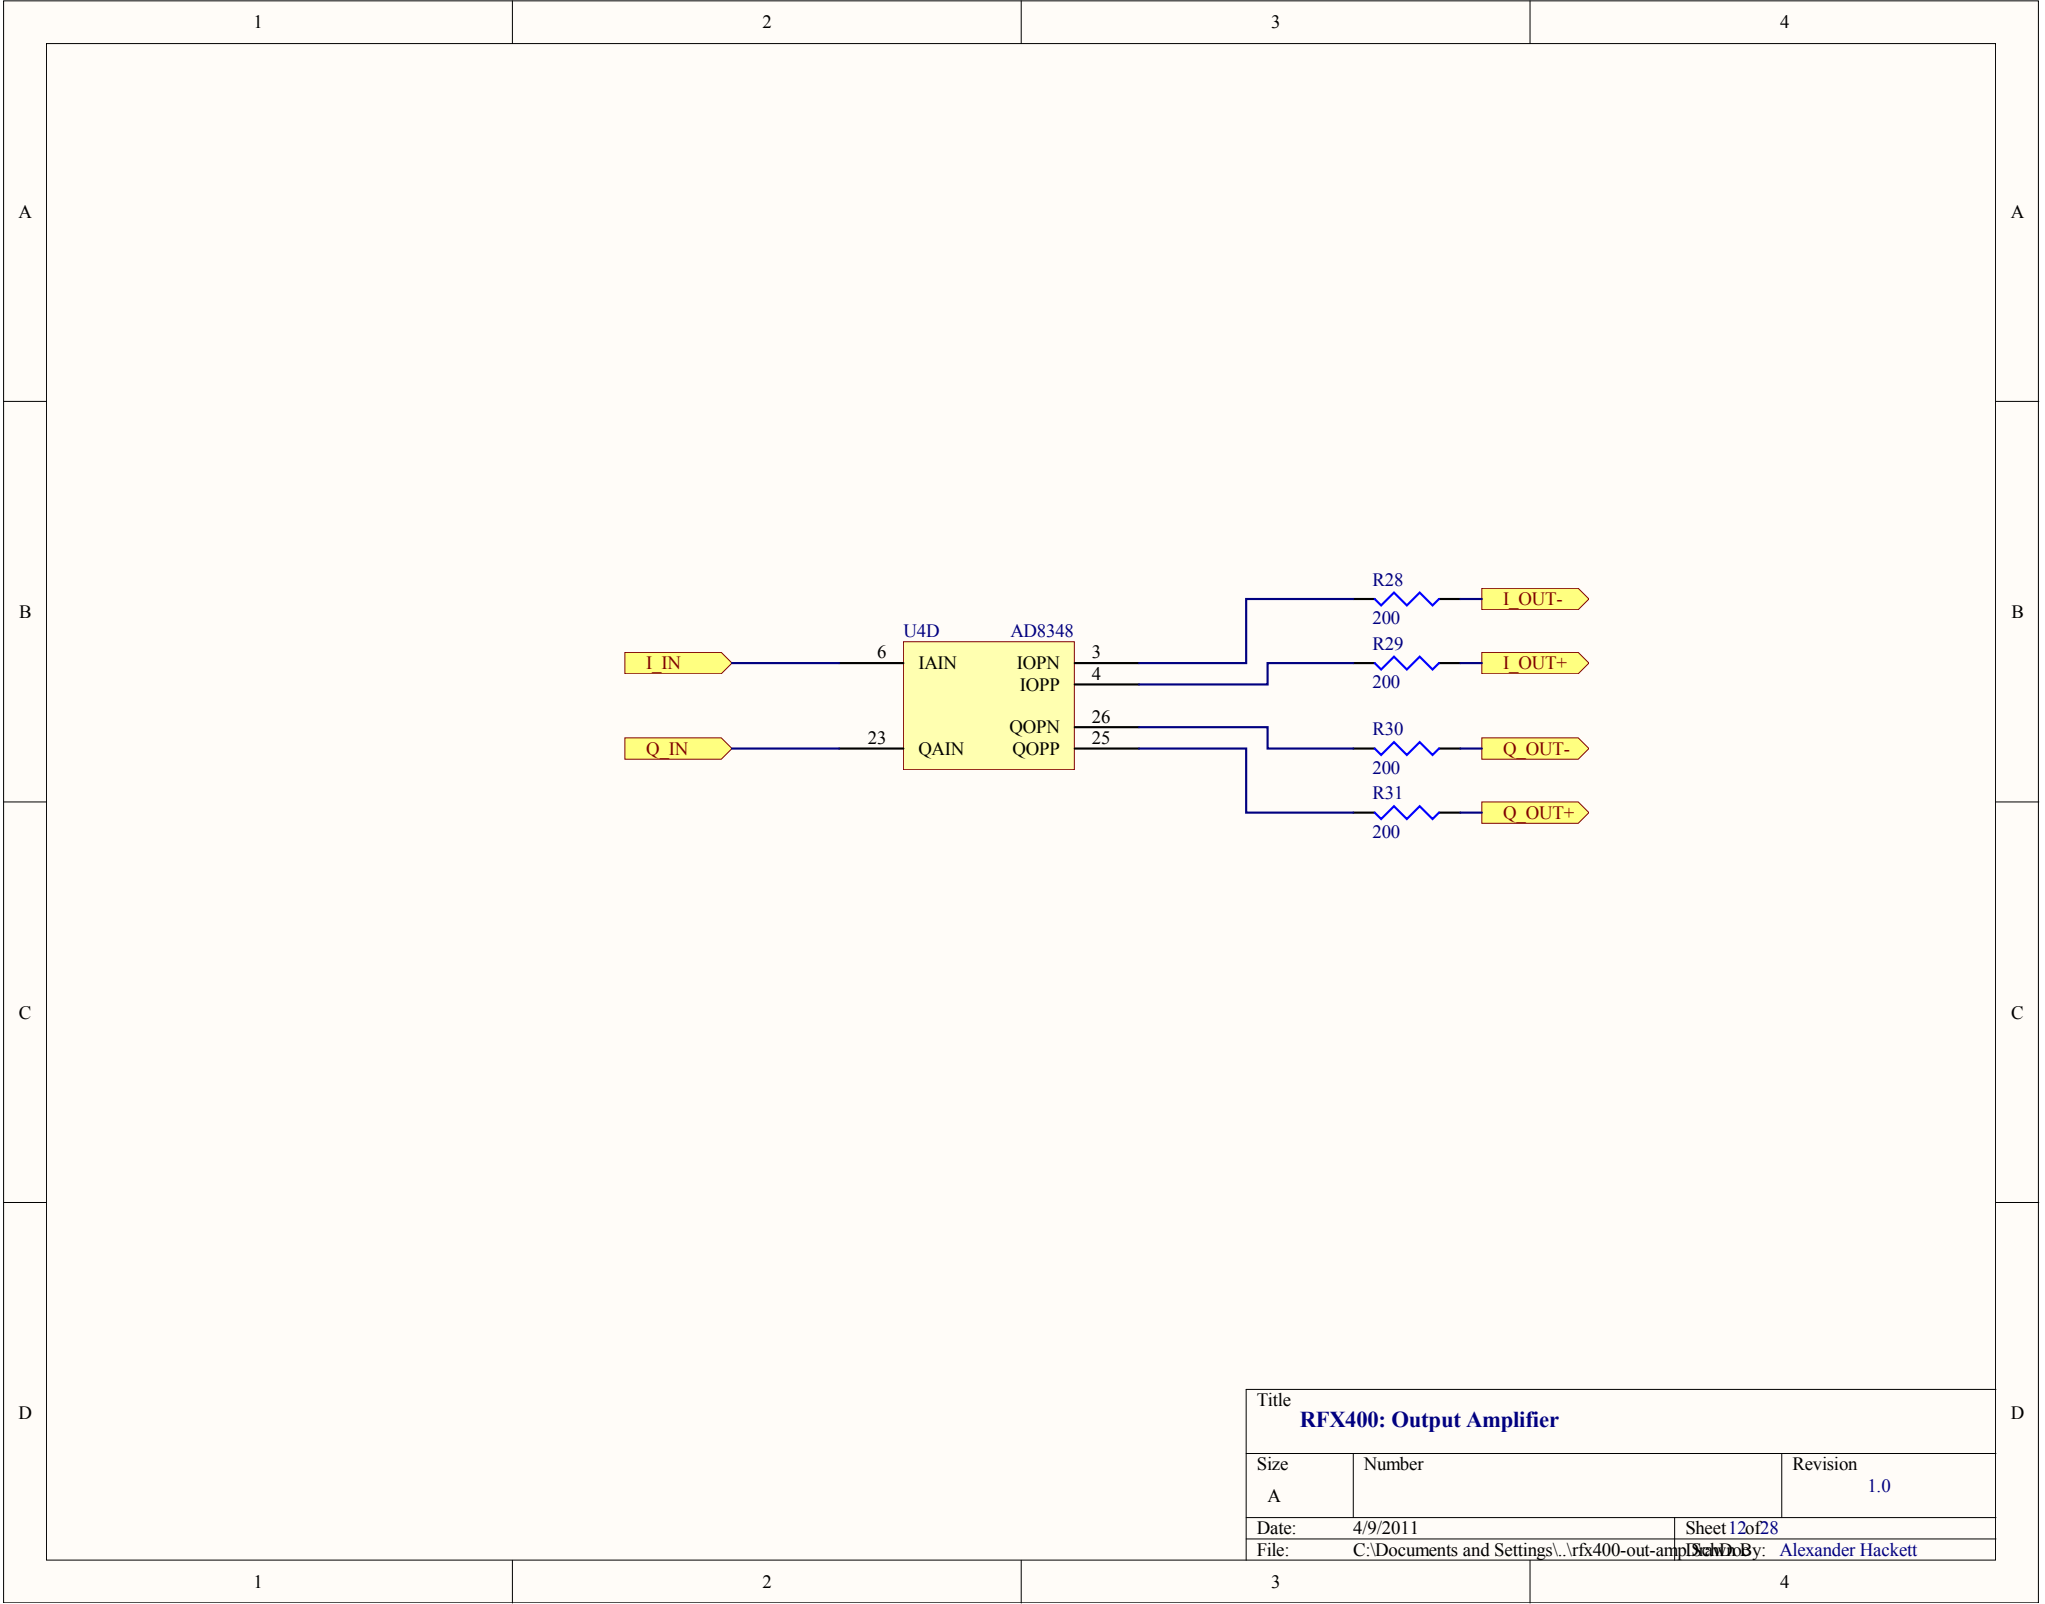 1 2 3 4
A A
R28
I_OUT-
B B
200
U4D AD8348
R29
6 3
I_IN IAIN IOPN I_OUT+
4
IOPP 200
26
QOPN R30
23 25
Q_IN QAIN QOPP Q_OUT-
200
R31
Q_OUT+
200
C C
Title
D RFX400: Output Amplifier D
Size Number Revision
1.0
A
Date: 4/9/2011 Sheet 12 of 28
File: C:\Documents and Settings\..\rfx400-out-amp.SchDoc Drawn By: Alexander Hackett
1 2 3 4